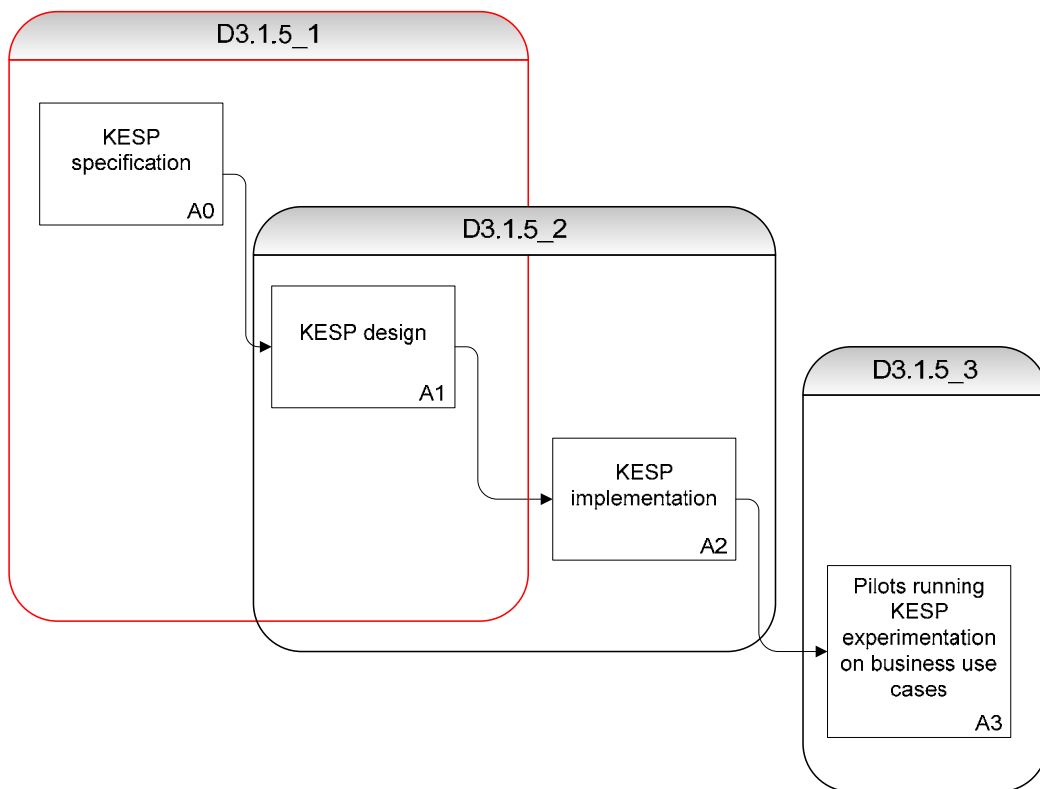 D3.1.5_1
KESP
specification
A0
D3.1.5_2
KESP design
A1
D3.1.5_3
KESP
implementation
A2
Pilots running
KESP
experimentation
on business use
cases
A3